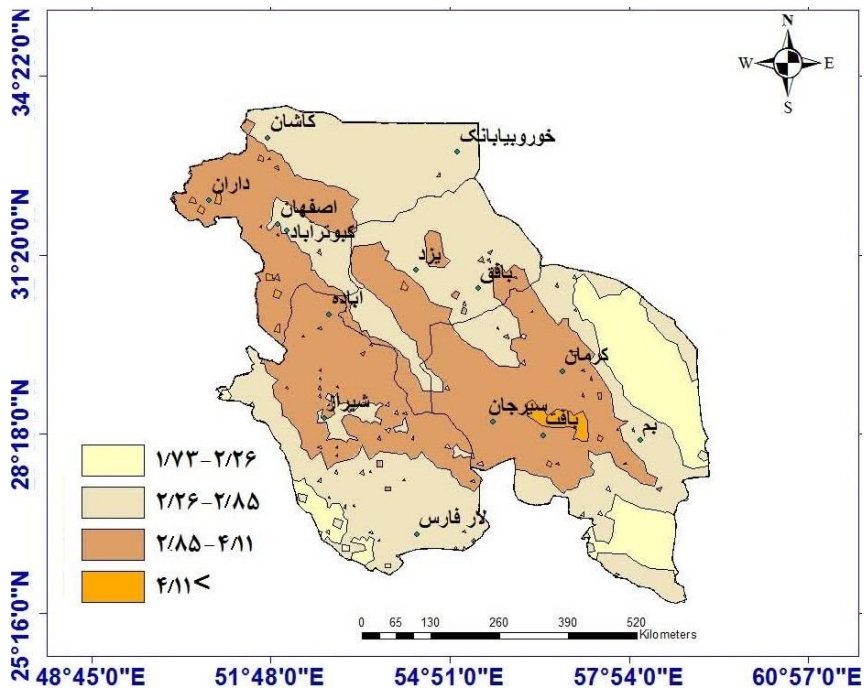 34°22'0"N
31°20'0"N
28°18'0"N
25°16'0"N
N
W
E
S
کاشان
خوروبیابانک
داران
اصفهان
کبوتراباد
یزد
بافق
اباده
کرمان
شیراز
سیرجان
بافت
بم
لار فارس
۱/۷۳-۲/۲۶
۲/۲۶-۲/۸۵
۲/۸۵-۴/۱۱
۴/۱۱<
0 65 130 260 390 520
Kilometers
48°45'0"E 51°48'0"E 54°51'0"E 57°54'0"E 60°57'0"E